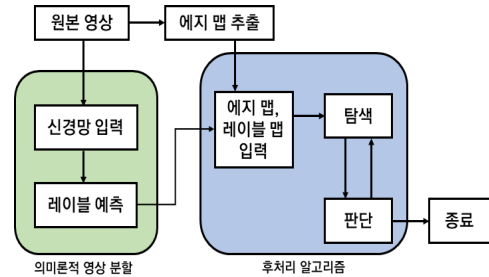 원본 영상
에지 맵 추출
신경망 입력
레이블 예측
의미론적 영상 분할
에지 맵,
레이블 맵
입력
탐색
판단
종료
후처리 알고리즘